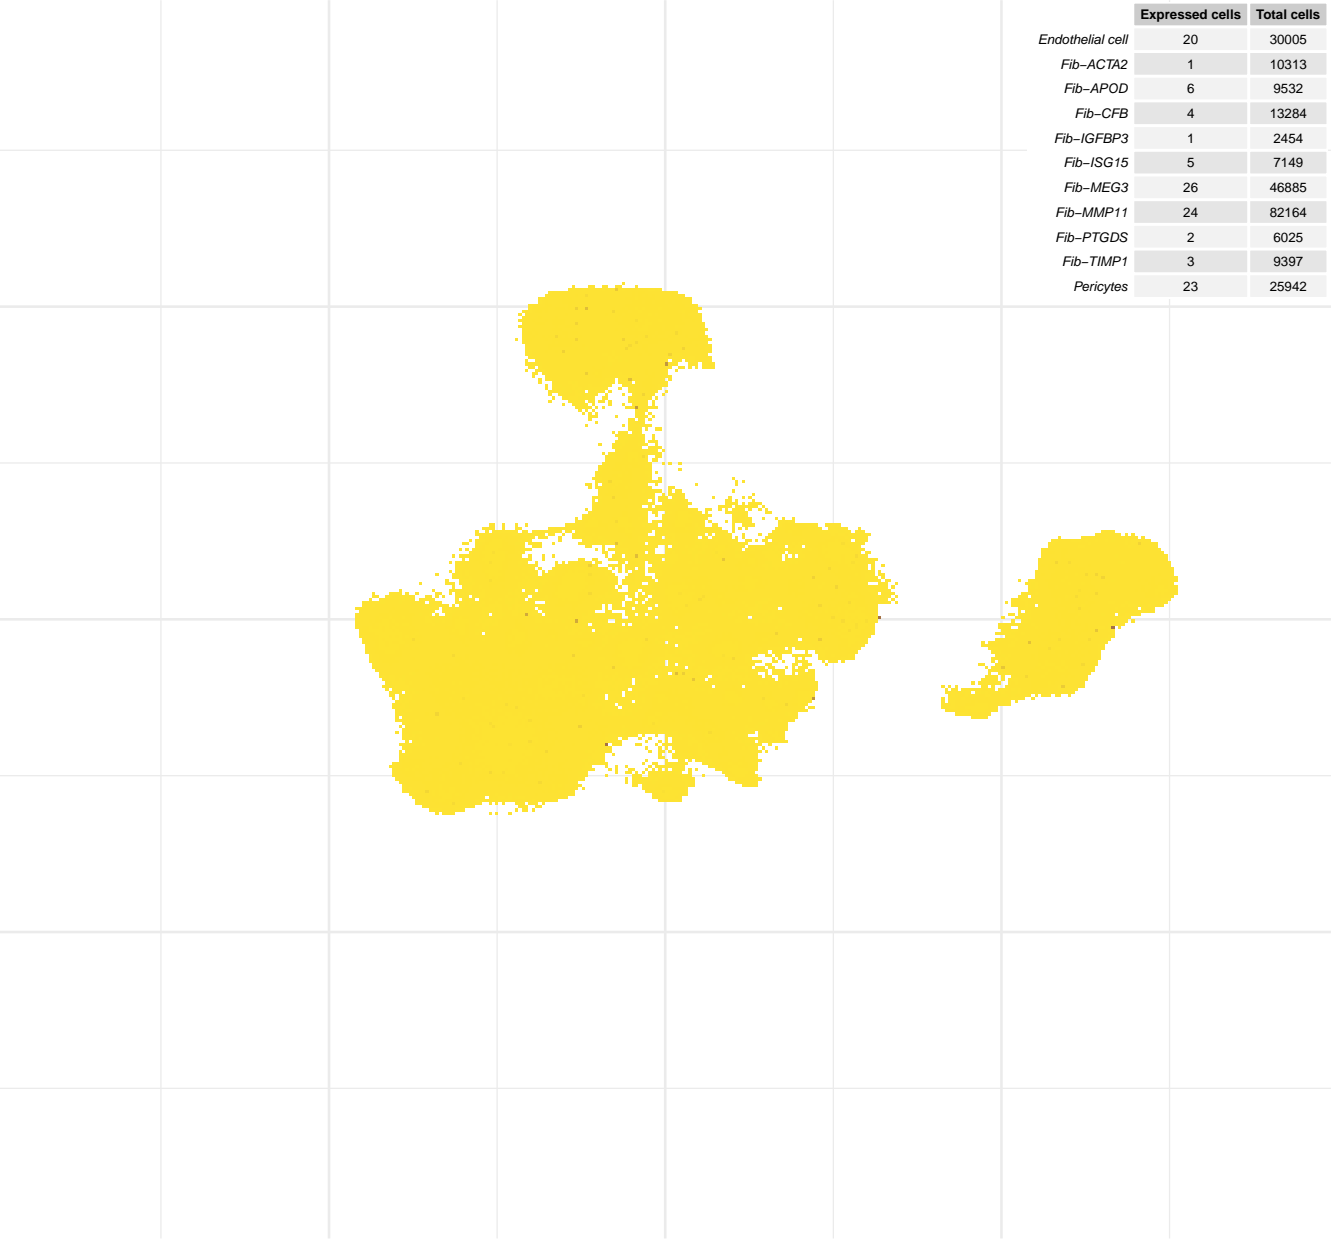 Expressed cells Total cells
Endothelial cell 20 30005
Fib−ACTA2 1 10313
Fib−APOD 6 9532
Fib−CFB 4 13284
Fib−IGFBP3 1 2454
Fib−ISG15 5 7149
Fib−MEG3 26 46885
Fib−MMP11 24 82164
Fib−PTGDS 2 6025
Fib−TIMP1 3 9397
Pericytes 23 25942